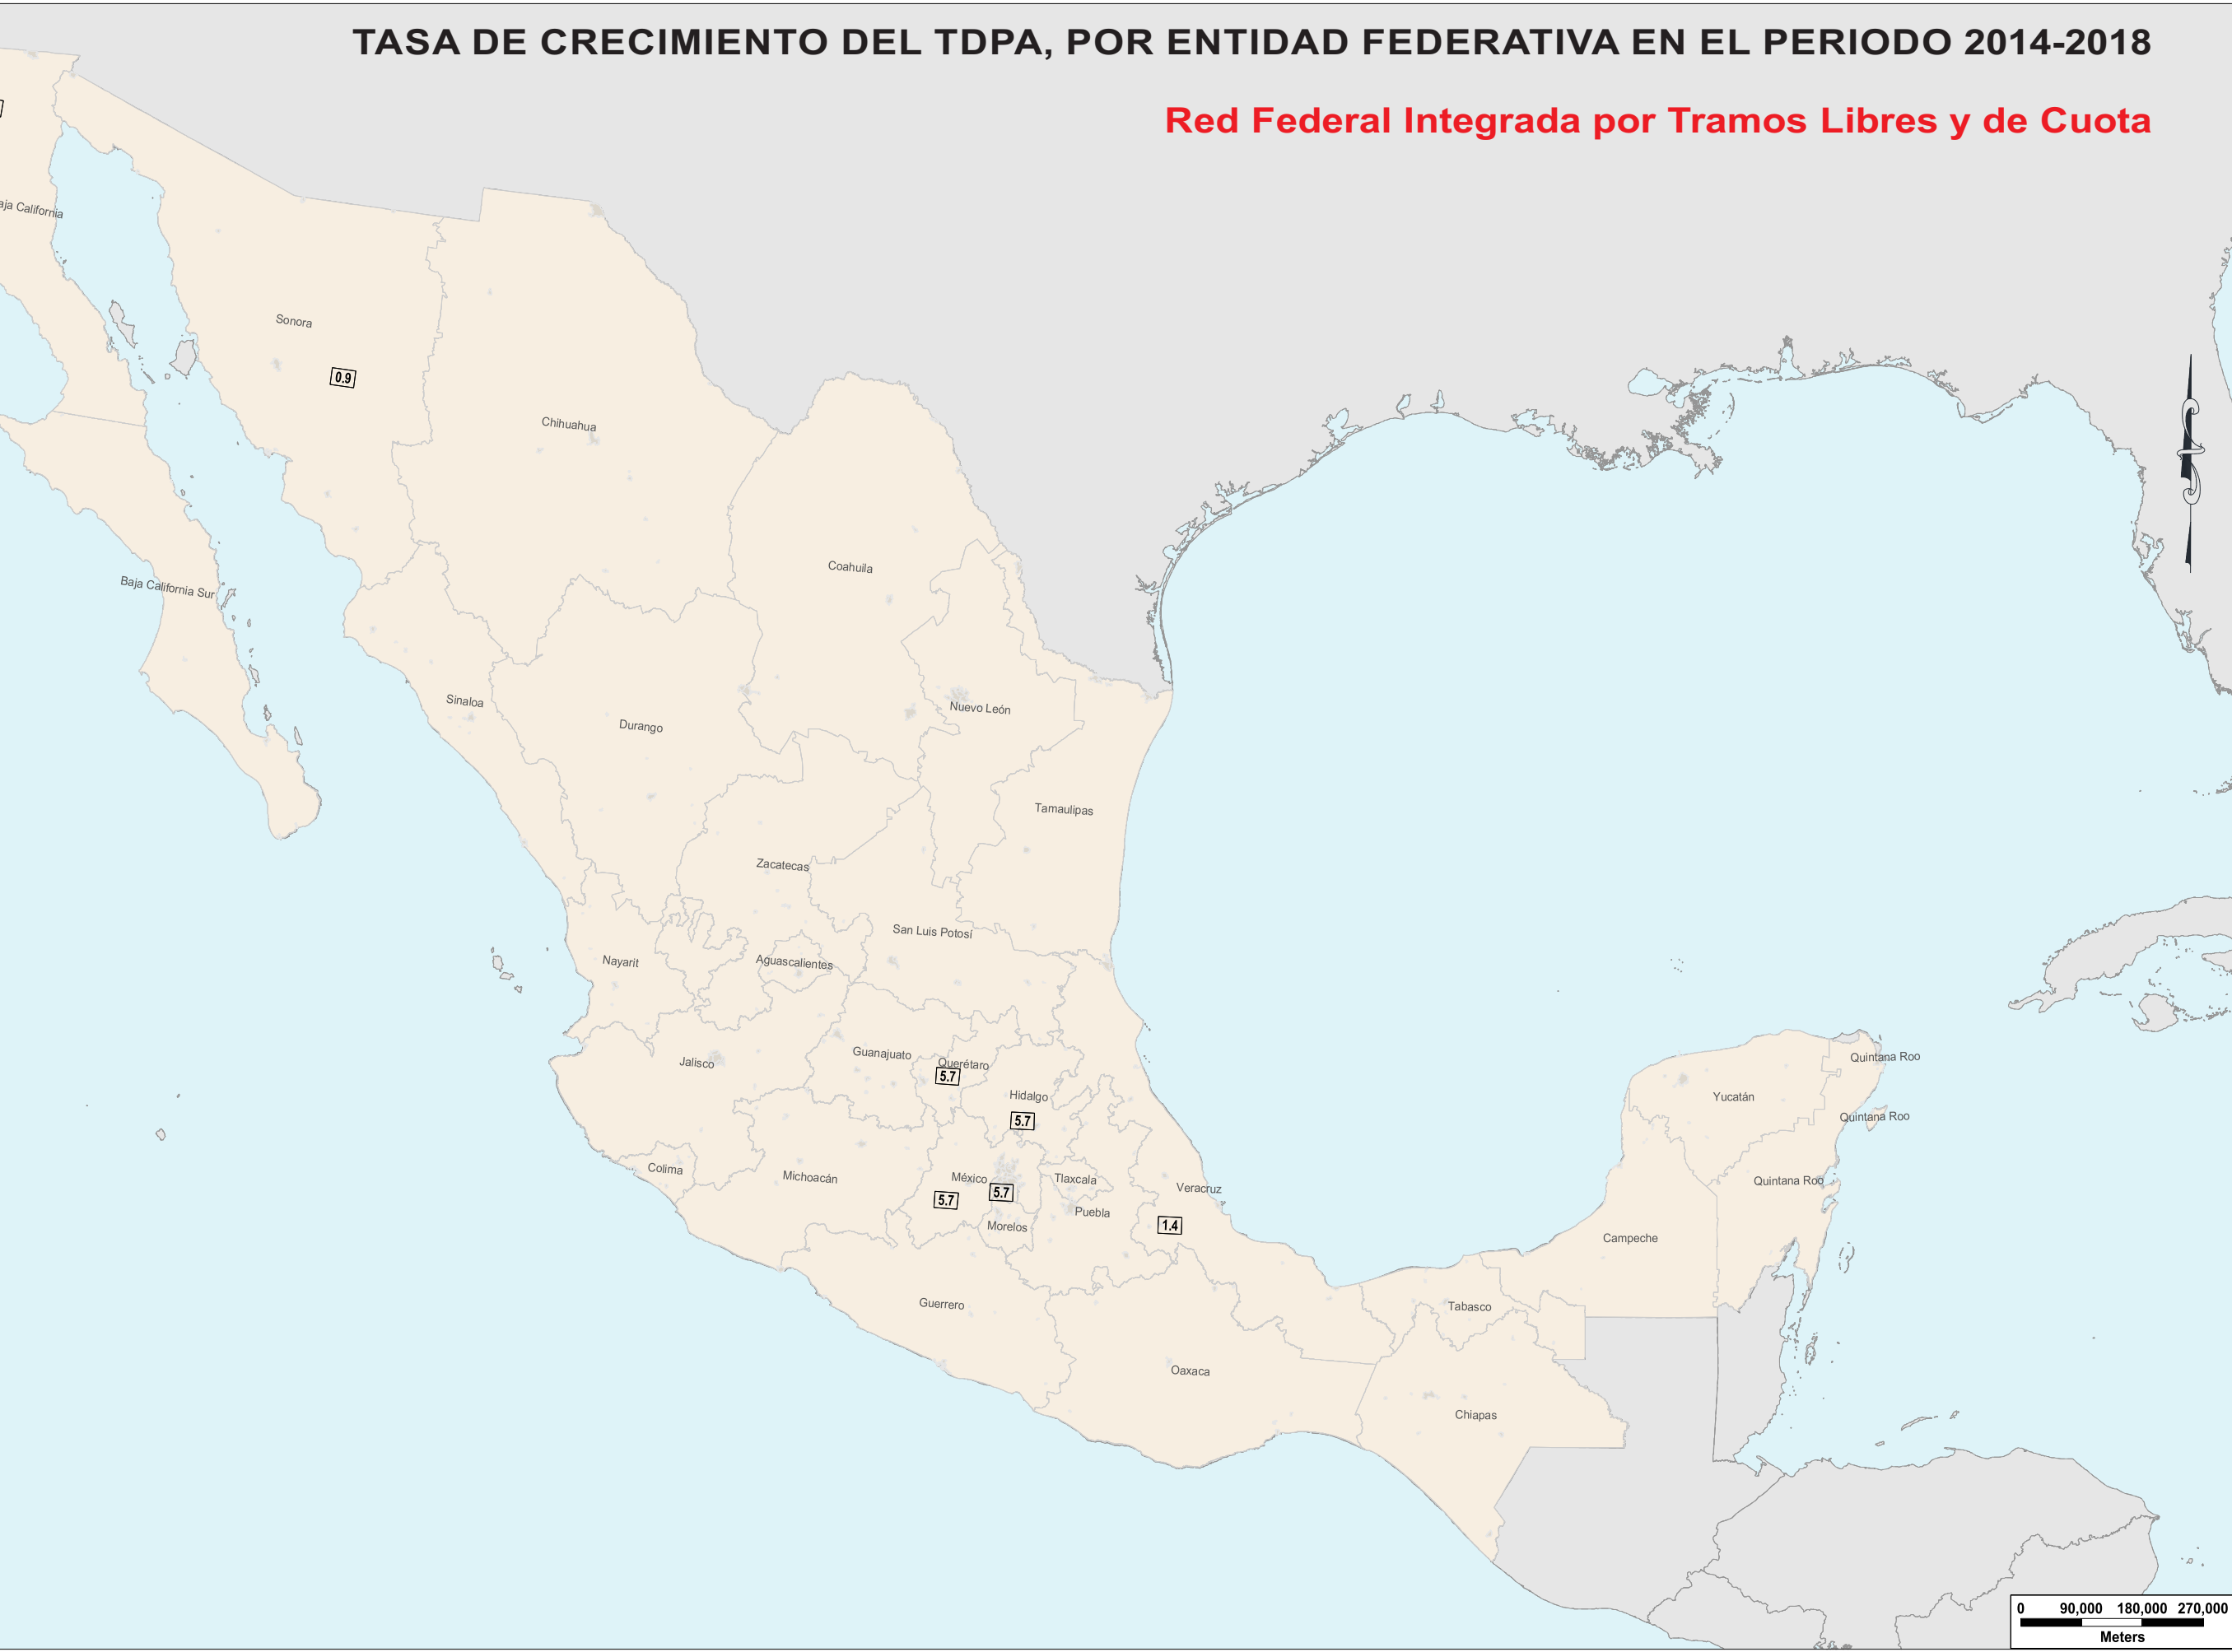 TASA DE CRECIMIENTO DEL TDPA, POR ENTIDAD FEDERATIVA EN EL PERIODO 2014-2018
Red Federal Integrada por Tramos Libres y de Cuota
aja California
Sonora
0.9
Chihuahua
Coahuila
Baja California Sur
Sinaloa
Durango
Nuevo León
Tamaulipas
Zacatecas
San Luis Potosí
Nayarit
Aguascalientes
Jalisco
Guanajuato
Querétaro
5.7
Hidalgo
5.7
Quintana Roo
Yucatán
Quintana Roo
Colima
Michoacán
México
5.7
5.7
Tlaxcala
Puebla
Morelos
Veracruz
1.4
Quintana Roo
Campeche
Guerrero
Tabasco
Oaxaca
Chiapas
0 90,000 180,000 270,000
Meters